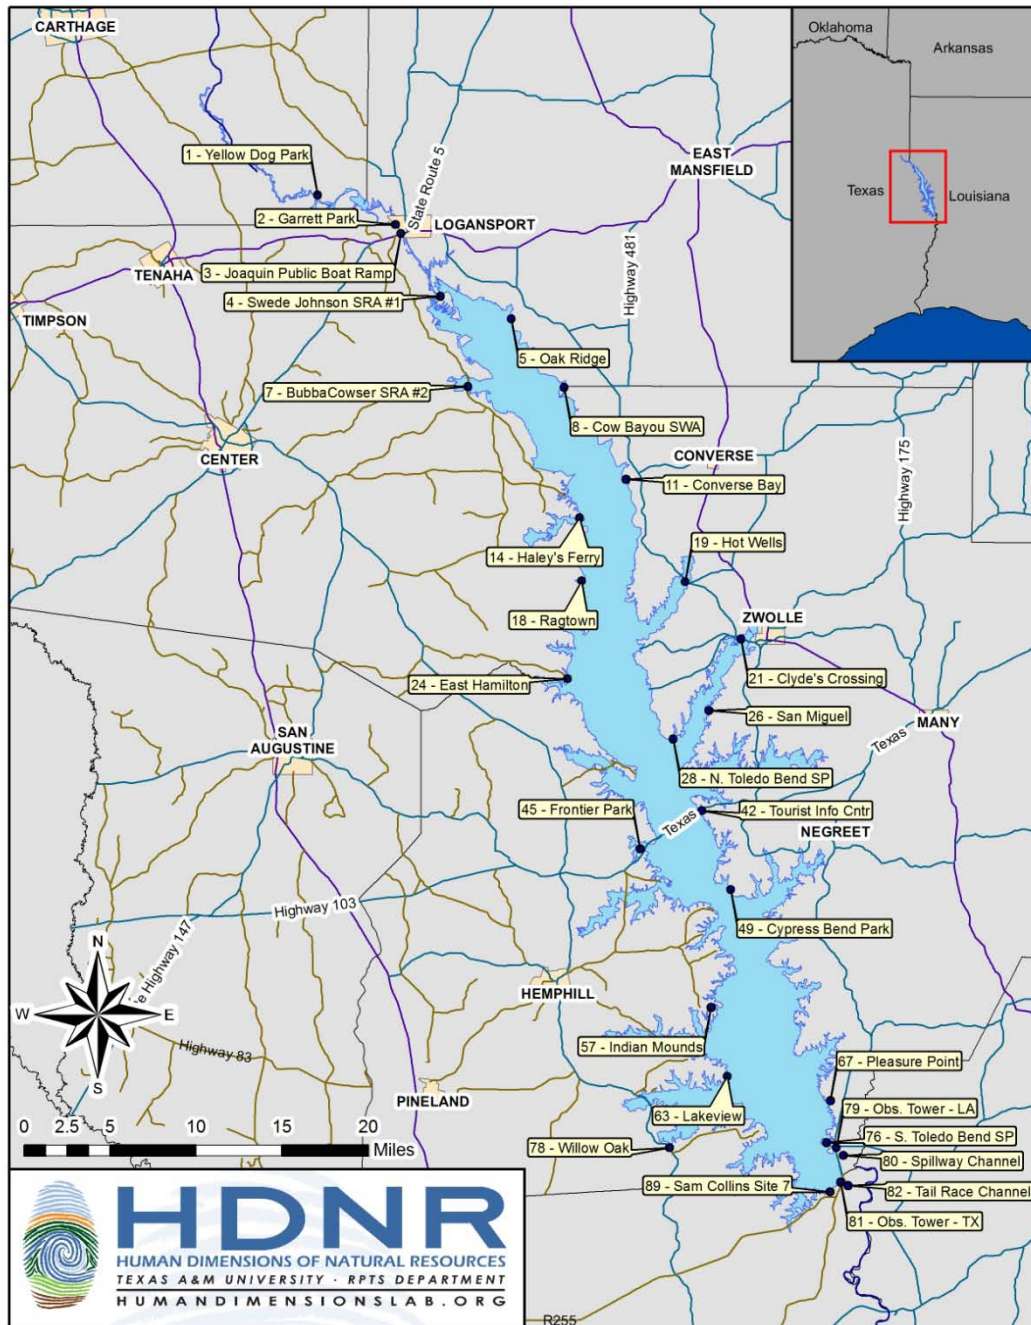 CARTHAGE
Oklahoma
Arkansas
Texas
Louisiana
1 - Yellow Dog Park
State Route 5
EAST
MANSFIELD
2 - Garrett Park
LOGANSPORT
3 - Joaquin Public Boat Ramp
TENAHA
Highway 481
4 - Swede Johnson SRA #1
TIMPSON
5 - Oak Ridge
7 - BubbaCowser SRA #2
8 - Cow Bayou SWA
CENTER
CONVERSE
Highway 175
11 - Converse Bay
14 - Haley's Ferry
19 - Hot Wells
18 - Ragtown
ZWOLLE
24 - East Hamilton
21 - Clyde's Crossing
26 - San Miguel
MANY
SAN
AUGUSTINE
Texas
28 - N. Toledo Bend SP
45 - Frontier Park
Texas
42 - Tourist Info Cntr
NEGREET
Highway 103
49 - Cypress Bend Park
Highway 147
N
HEMPHILL
W
E
57 - Indian Mounds
Highway 83
S
67 - Pleasure Point
PINELAND
63 - Lakeview
79 - Obs. Tower - LA
76 - S. Toledo Bend SP
0 2.5 5 10 15 20
Miles
78 - Willow Oak
80 - Spillway Channel
89 - Sam Collins Site 7
82 - Tail Race Channel
81 - Obs. Tower - TX
HDNR
HUMAN DIMENSIONS OF NATURAL RESOURCES
TEXAS A&M UNIVERSITY · RPTS DEPARTMENT
HUMANDIMENSIONSLAB.ORG
R255